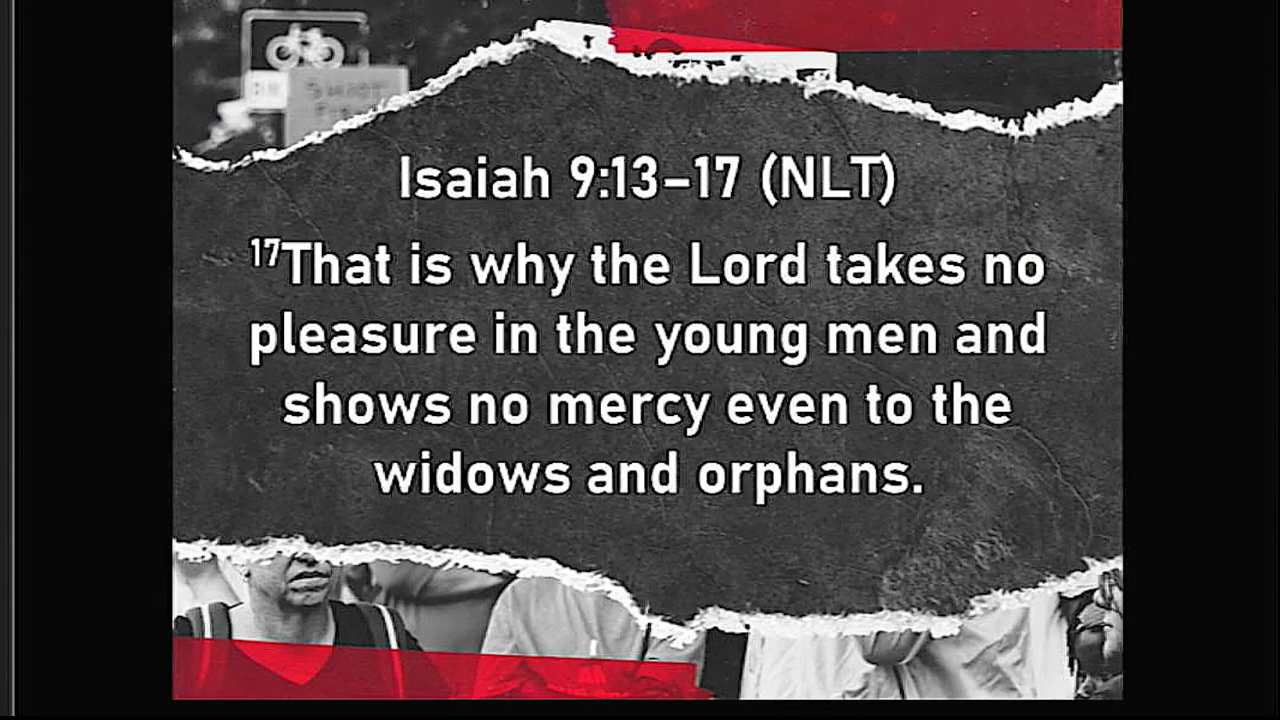 Isaiah 9:13–17 (NLT)
17That is why the Lord takes no
pleasure in the young men and
shows no mercy even to the
widows and orphans.